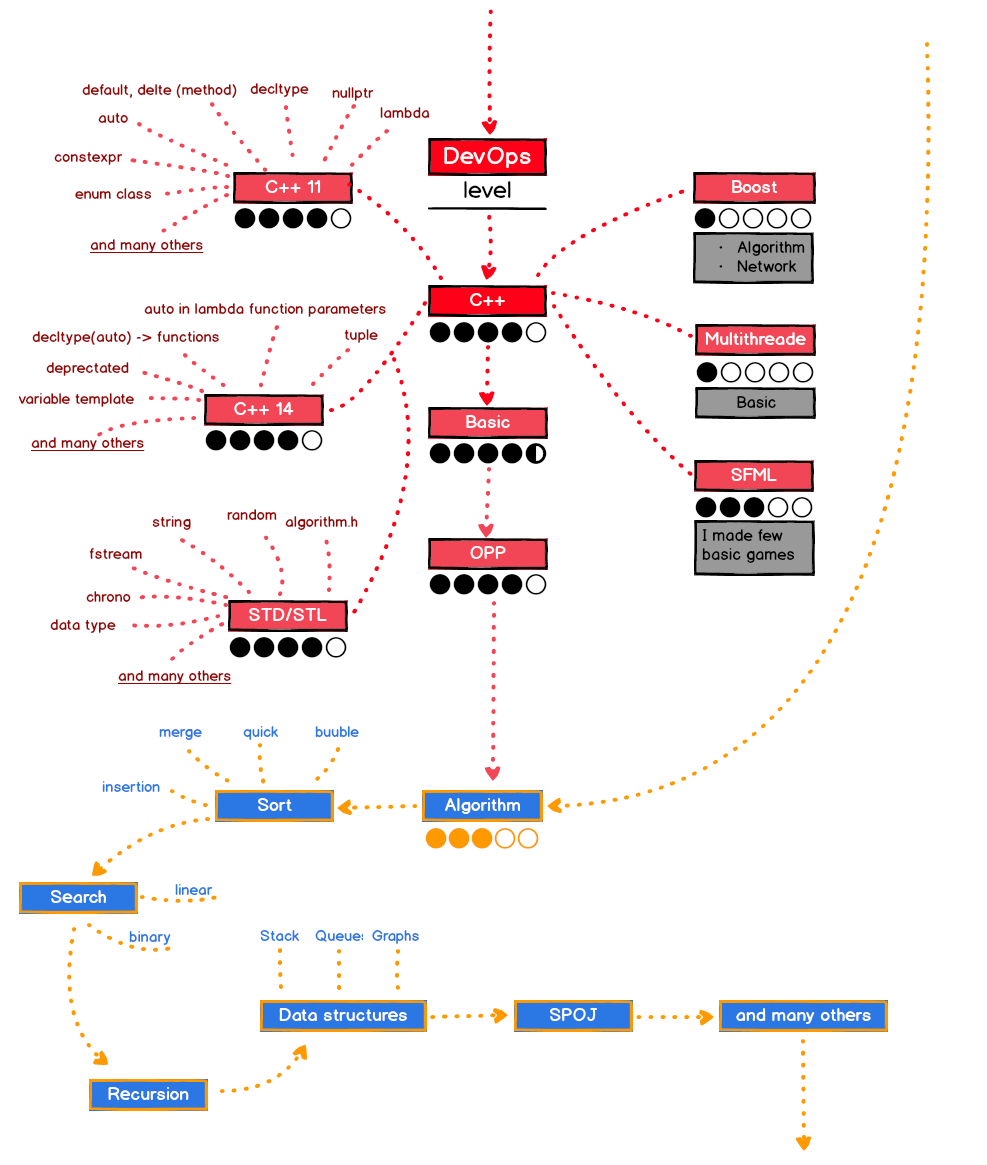 default, delte (method)
decltype
nullptr
lambda
auto
constexpr
enum class
and many others
C++ 11
DevOps
level
Boost
· Algorithm
· Network
C++
auto in lambda function parameters
decltype(auto) -> functions
tuple
deprectated
variable template
and many others
C++ 14
Multithreade
Basic
Basic
SFML
I made few
basic games
string
random
algorithm.h
fstream
chrono
data type
and many others
STD/STL
OPP
merge
quick
buuble
insertion
Sort
Algorithm
Search
linear
binary
Stack
Queue
Graphs
Data structures
SPOJ
and many others
Recursion